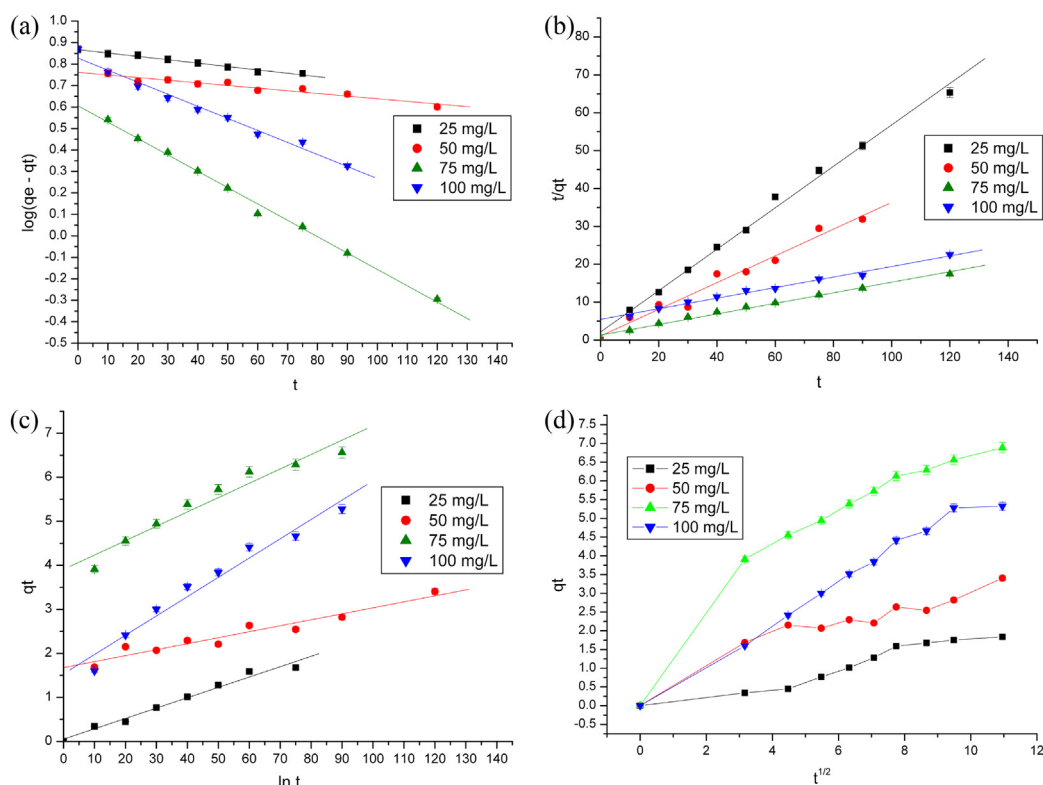 (a)
1.0
0.9
0.8
0.7
0.6
0.5
0.4
0.3
0.2
0.1
0.0
-0.1
-0.2
-0.3
-0.4
-0.5
log(qe - qt)
25 mg/L
50 mg/L
75 mg/L
100 mg/L
0 10 20 30 40 50 60 70 80 90 100 110 120 130 140
t
(b)
85
80
70
60
50
40
30
20
10
0
t/qt
25 mg/L
50 mg/L
75 mg/L
100 mg/L
0 20 40 60 80 100 120 140
t
(c)
7
6
5
4
3
2
1
0
qt
25 mg/L
50 mg/L
75 mg/L
100 mg/L
0 10 20 30 40 50 60 70 80 90 100 110 120 130 140
ln t
(d)
7.5
7.0
6.5
6.0
5.5
5.0
4.5
4.0
3.5
3.0
2.5
2.0
1.5
1.0
0.5
0.0
-0.5
qt
25 mg/L
50 mg/L
75 mg/L
100 mg/L
0 2 4 6 8 10 12
t^1/2